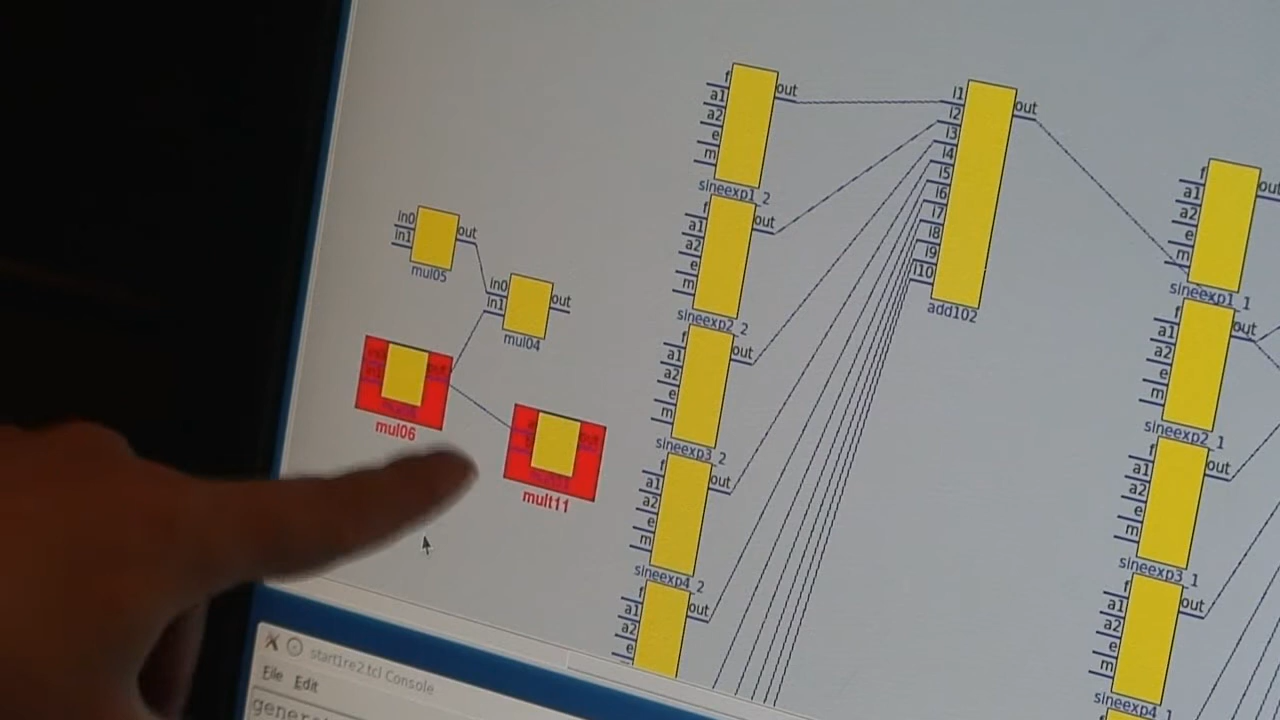 in0
in1
out
mul05
in0
in1
out
mul04
mul06
mult11
f
a1
a2
e
m
out
sineexp1_2
f
a1
a2
e
m
out
sineexp2_2
f
a1
a2
e
m
out
sineexp3_2
f
a1
a2
e
m
out
sineexp4_2
f
a1
a2
e
out
i1
i2
i3
i4
i5
i6
i7
i8
i9
i10
out
add102
f
a1
a2
e
m
out
sineexp1_1
f
a1
a2
e
m
out
sineexp2_1
f
a1
a2
e
m
out
sineexp3_1
f
a1
a2
e
m
out
sineexp4_1
start1re2.tcl Console
File Edit